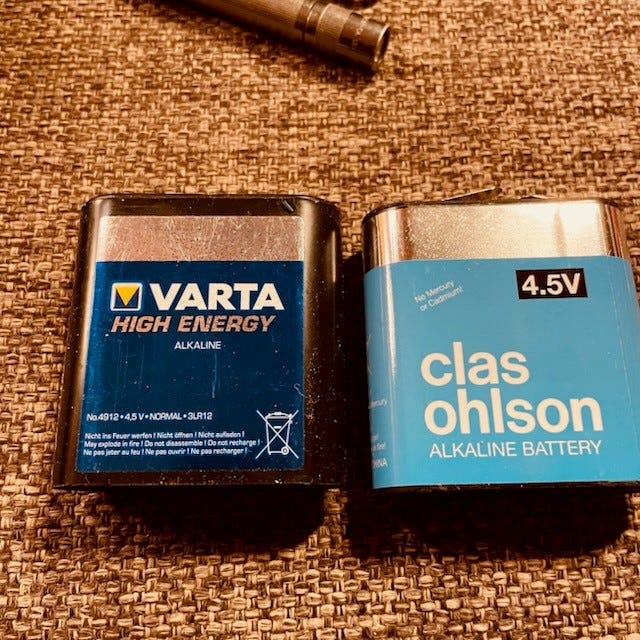 VARTA
HIGH ENERGY
ALKALINE
No.4912 • 4,5 V • NORMAL • 3LR12
Nicht ins Feuer werfen ! Nicht öffnen ! Nicht aufladen !
May explode in fire ! Do not disassemble ! Do not recharge !
Ne pas jeter au feu ! Ne pas ouvrir ! Ne pas recharger !
No Mercury
or Cadmium!
4.5V
clas
ohlson
ALKALINE BATTERY